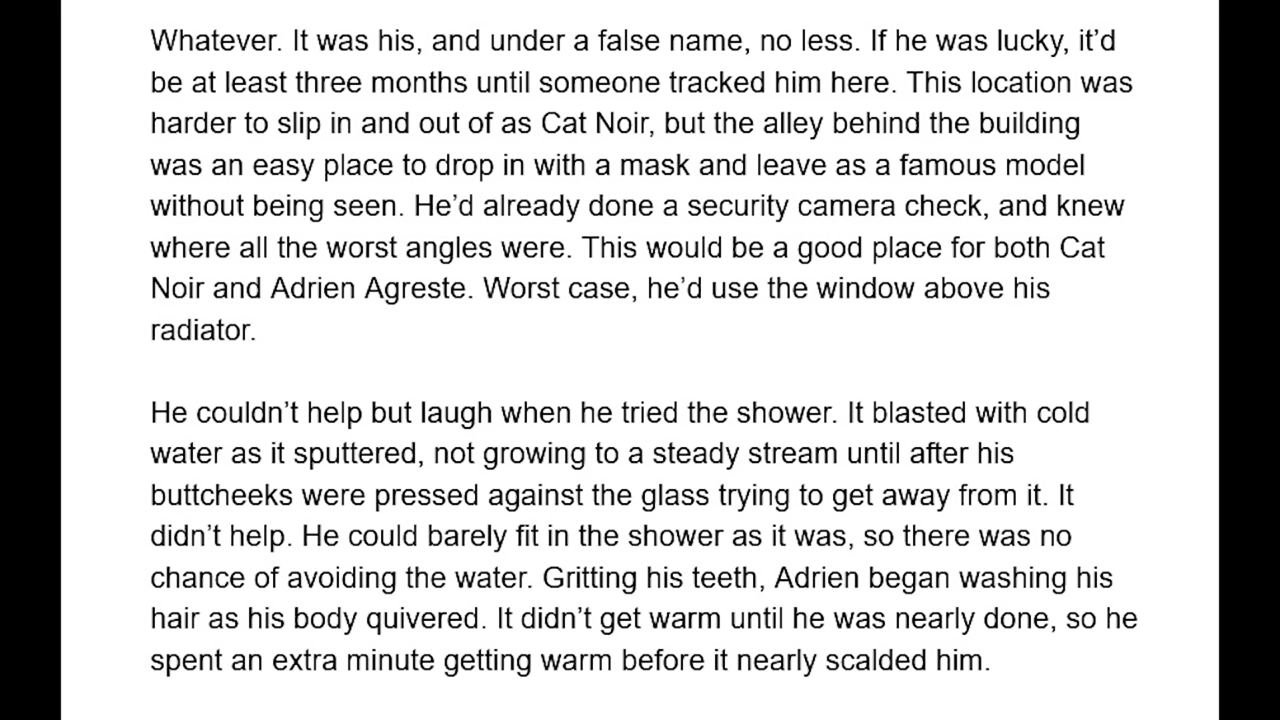 Whatever. It was his, and under a false name, no less. If he was lucky, it’d
be at least three months until someone tracked him here. This location was
harder to slip in and out of as Cat Noir, but the alley behind the building
was an easy place to drop in with a mask and leave as a famous model
without being seen. He’d already done a security camera check, and knew
where all the worst angles were. This would be a good place for both Cat
Noir and Adrien Agreste. Worst case, he’d use the window above his
radiator.
He couldn’t help but laugh when he tried the shower. It blasted with cold
water as it sputtered, not growing to a steady stream until after his
buttcheeks were pressed against the glass trying to get away from it. It
didn’t help. He could barely fit in the shower as it was, so there was no
chance of avoiding the water. Gritting his teeth, Adrien began washing his
hair as his body quivered. It didn’t get warm until he was nearly done, so he
spent an extra minute getting warm before it nearly scalded him.